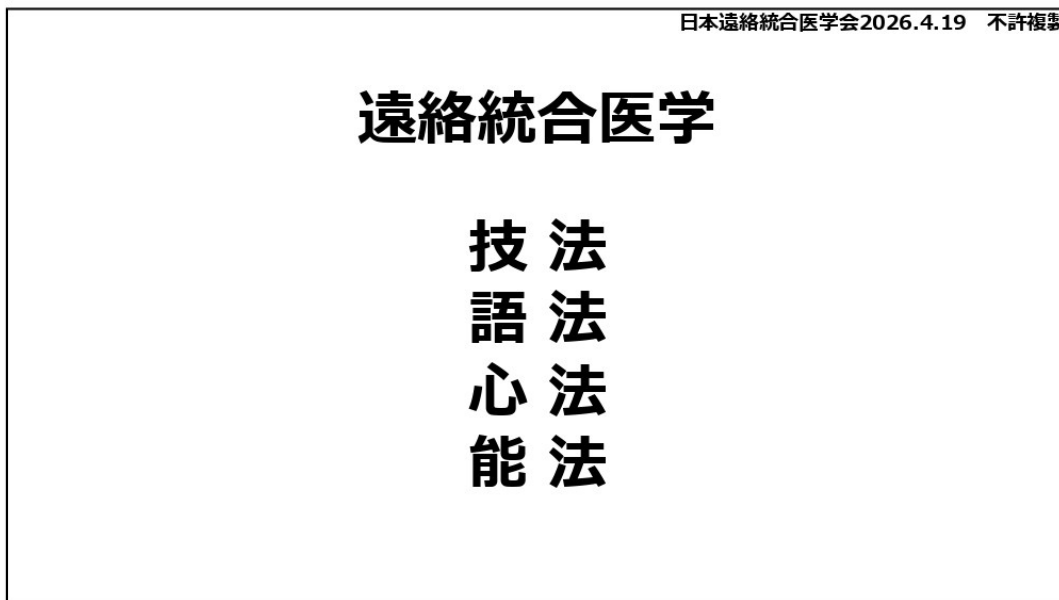 日本遠絡統合医学会2026.4.19　不許複製
遠絡統合医学
技 法
語 法
心 法
能 法